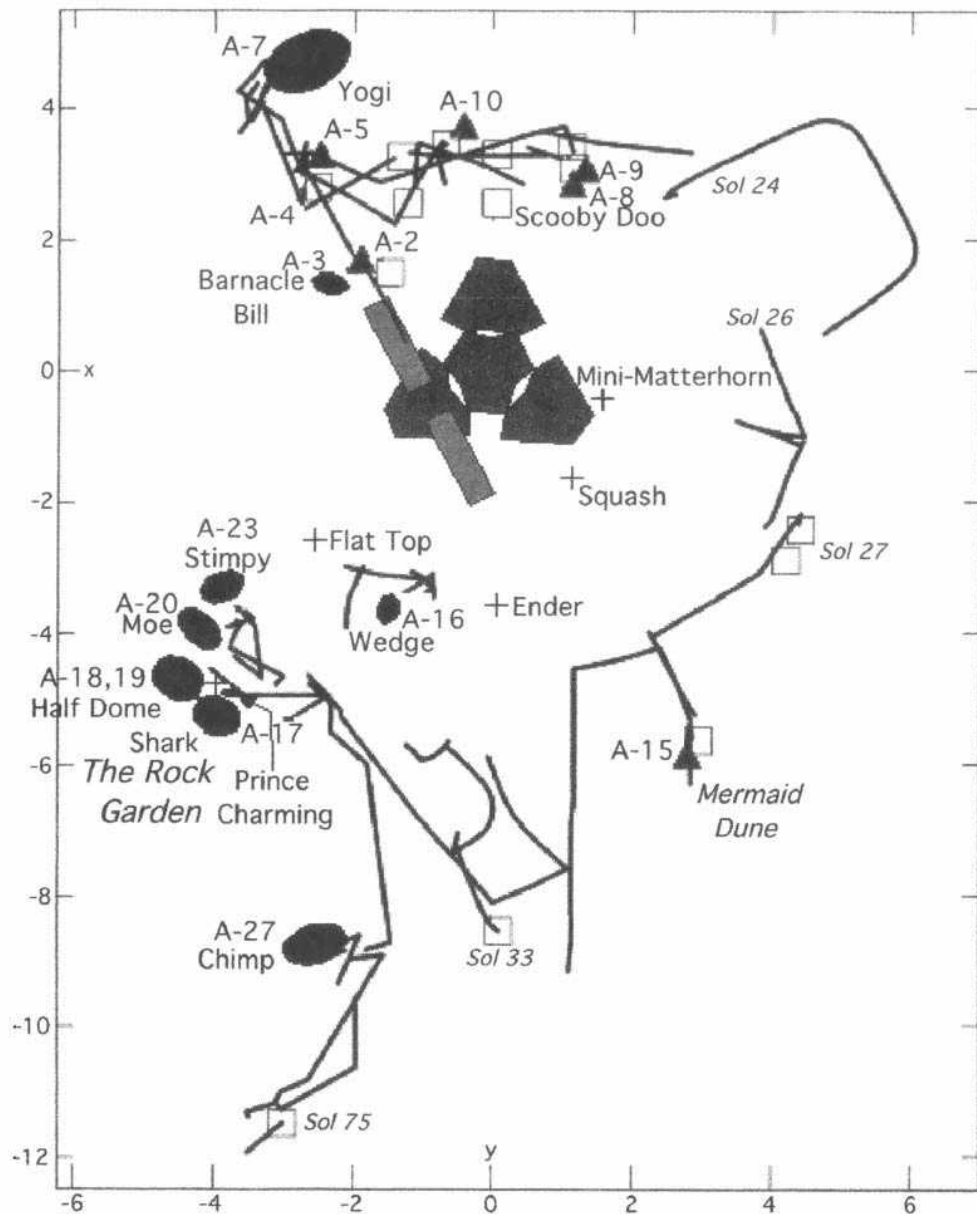 A-7
Yogi
A-10
4
A-5
A-9
A-8
Sol 24
A-4
Scooby Doo
2
A-2
A-3
Barnacle
Bill
Sol 26
0
x
Mini-Matterhorn
-2
Squash
A-23
Stimpy
Flat Top
Sol 27
A-20
Moe
Ender
A-16
Wedge
-4
A-18,19
Half Dome
Shark
A-17
A-15
-6
The Rock
Garden
Prince
Charming
Mermaid
Dune
-8
A-27
Chimp
Sol 33
-10
Sol 75
y
-12
-6
-4
-2
0
2
4
6